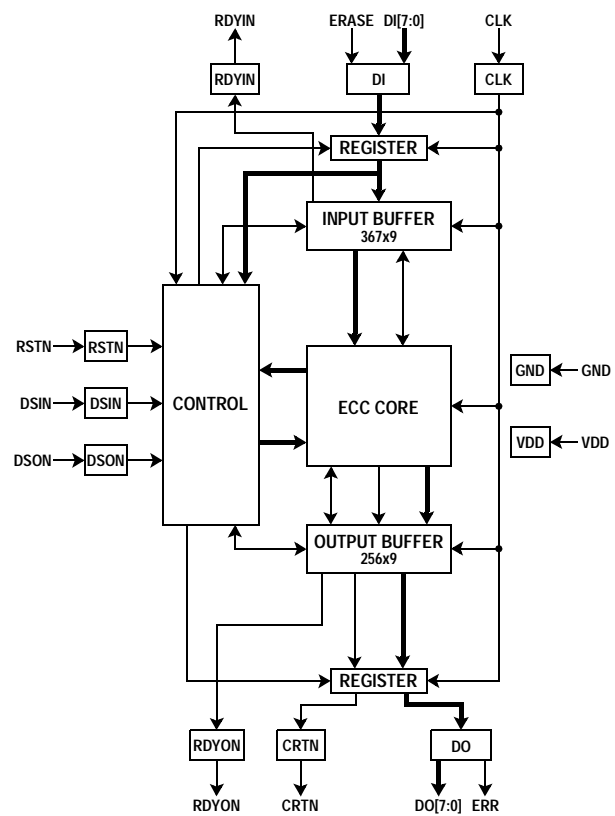 RDYIN ERASE DI[7:0] CLK
RDYIN DI CLK
REGISTER
INPUT BUFFER
367x9
RSTN RSTN
DSIN DSIN
DSON DSON
CONTROL
ECC CORE
GND GND
VDD VDD
OUTPUT BUFFER
256x9
REGISTER
RDYON CRTN DO
RDYON CRTN DO[7:0] ERR